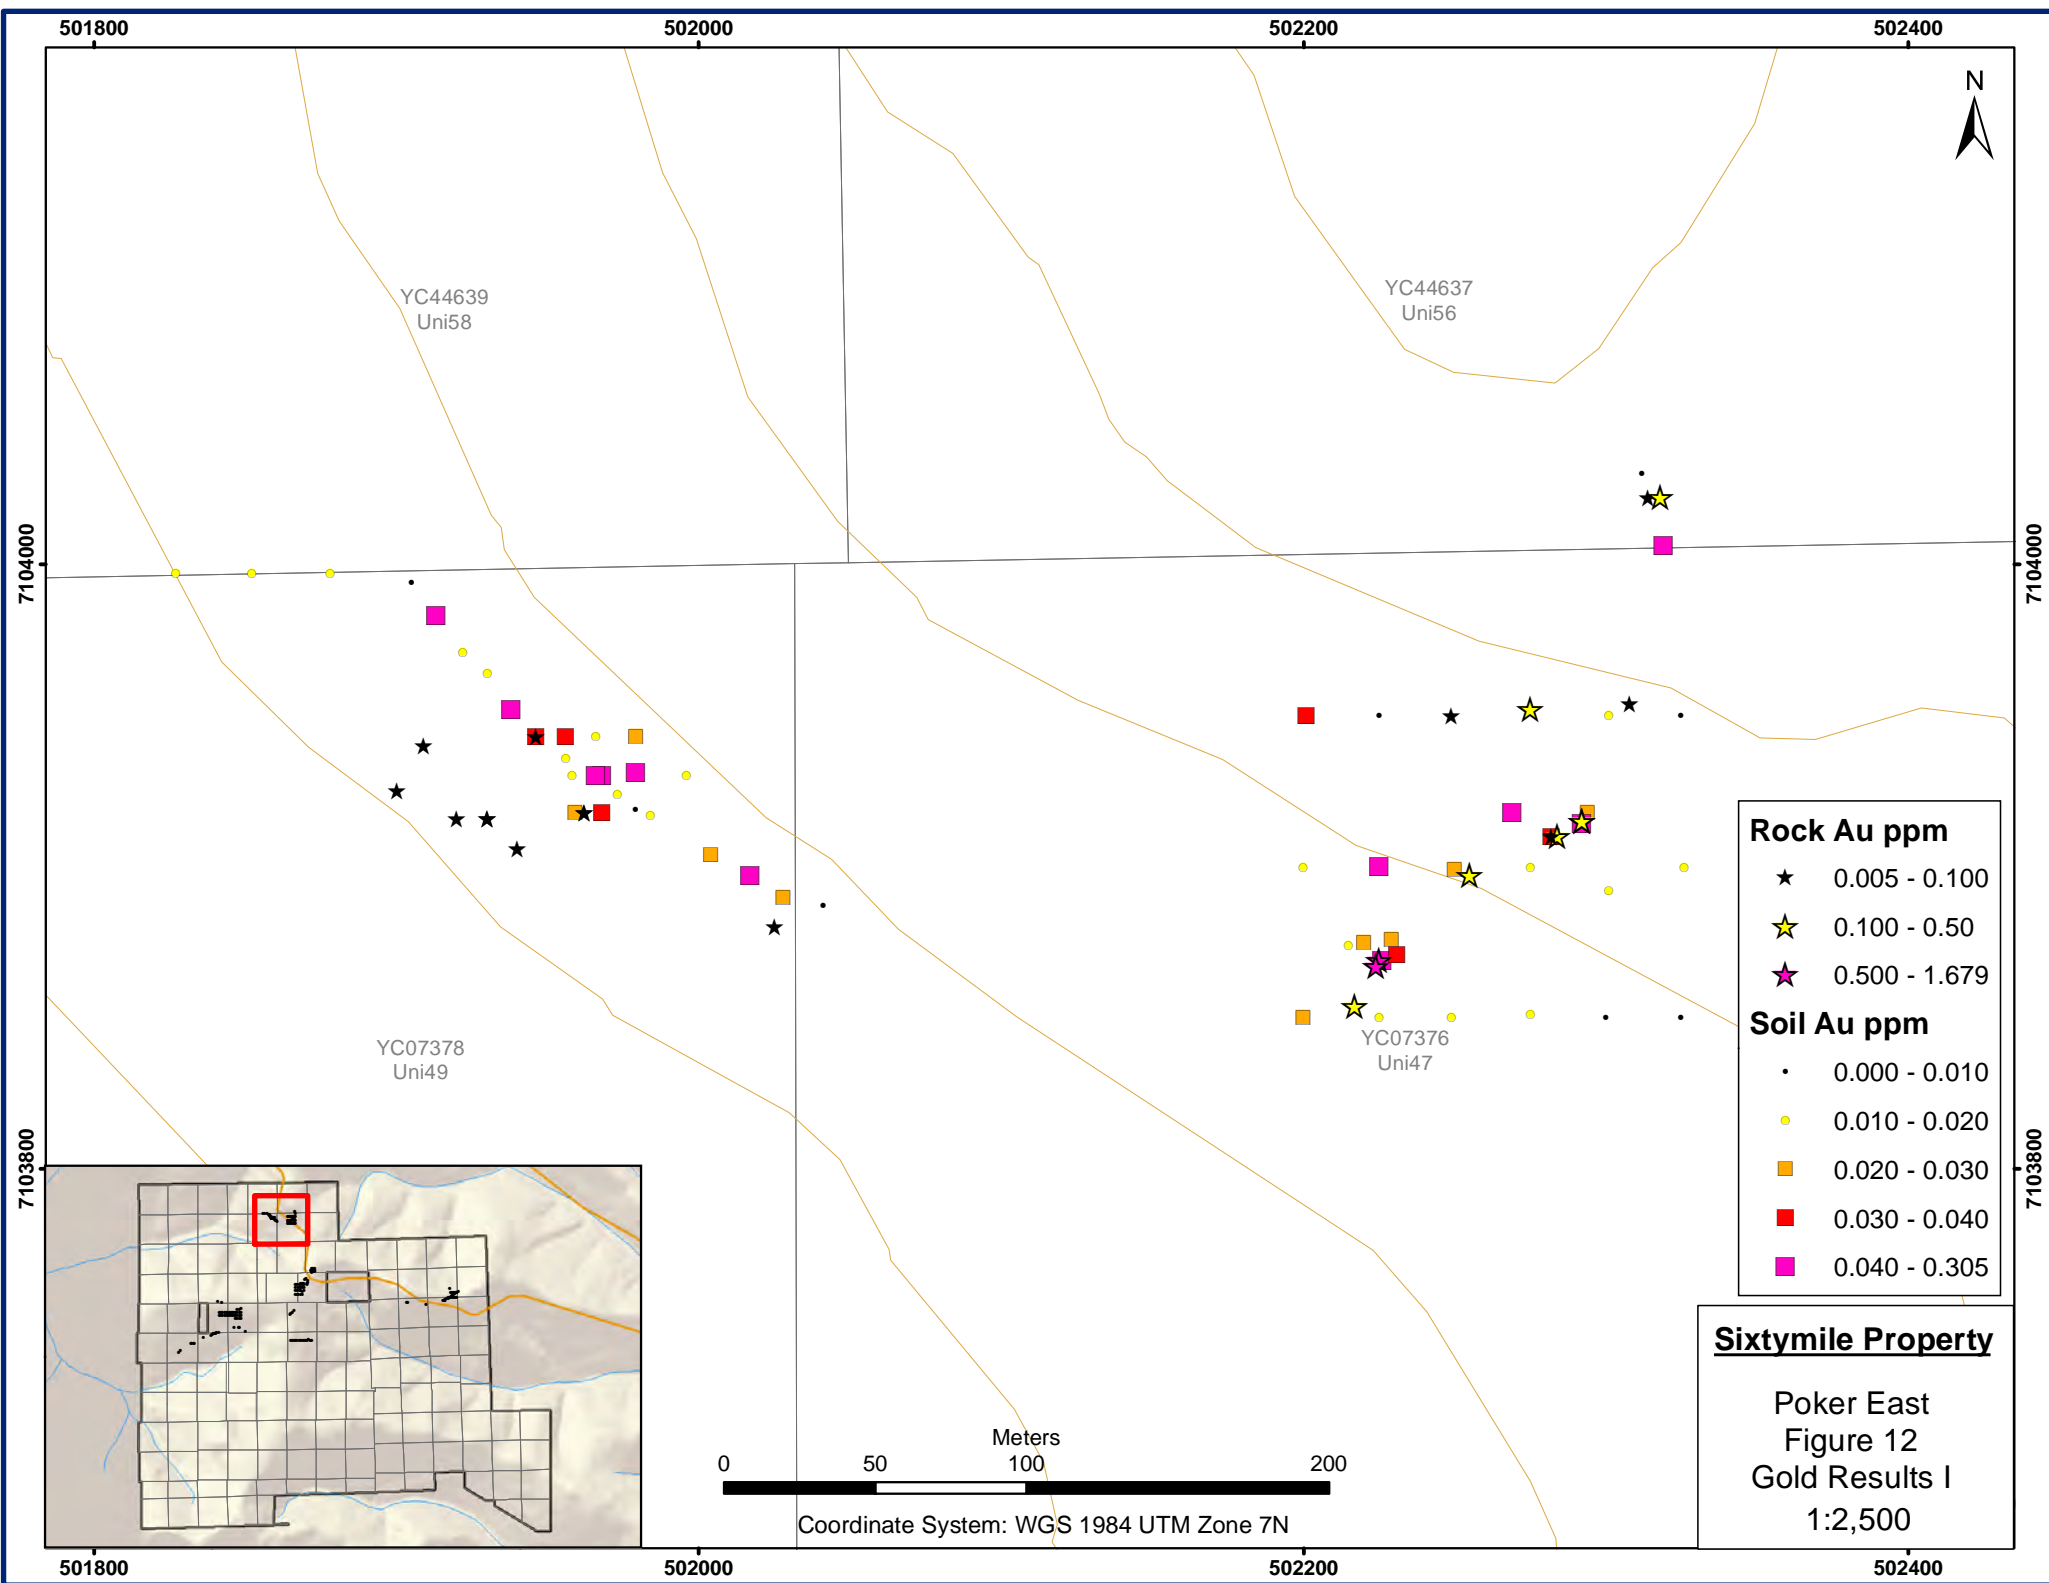 501800
502000
502200
502400
N
YC44639
Uni58
YC44637
Uni56
7104000
7104000
Rock Au ppm
0.005 - 0.100
0.100 - 0.50
0.500 - 1.679
Soil Au ppm
0.000 - 0.010
0.010 - 0.020
0.020 - 0.030
0.030 - 0.040
0.040 - 0.305
YC07378
Uni49
YC07376
Uni47
7103800
7103800
Sixtymile Property
Poker East
Figure 12
Gold Results I
1:2,500
Meters
0
50
100
200
Coordinate System: WGS 1984 UTM Zone 7N
501800
502000
502200
502400